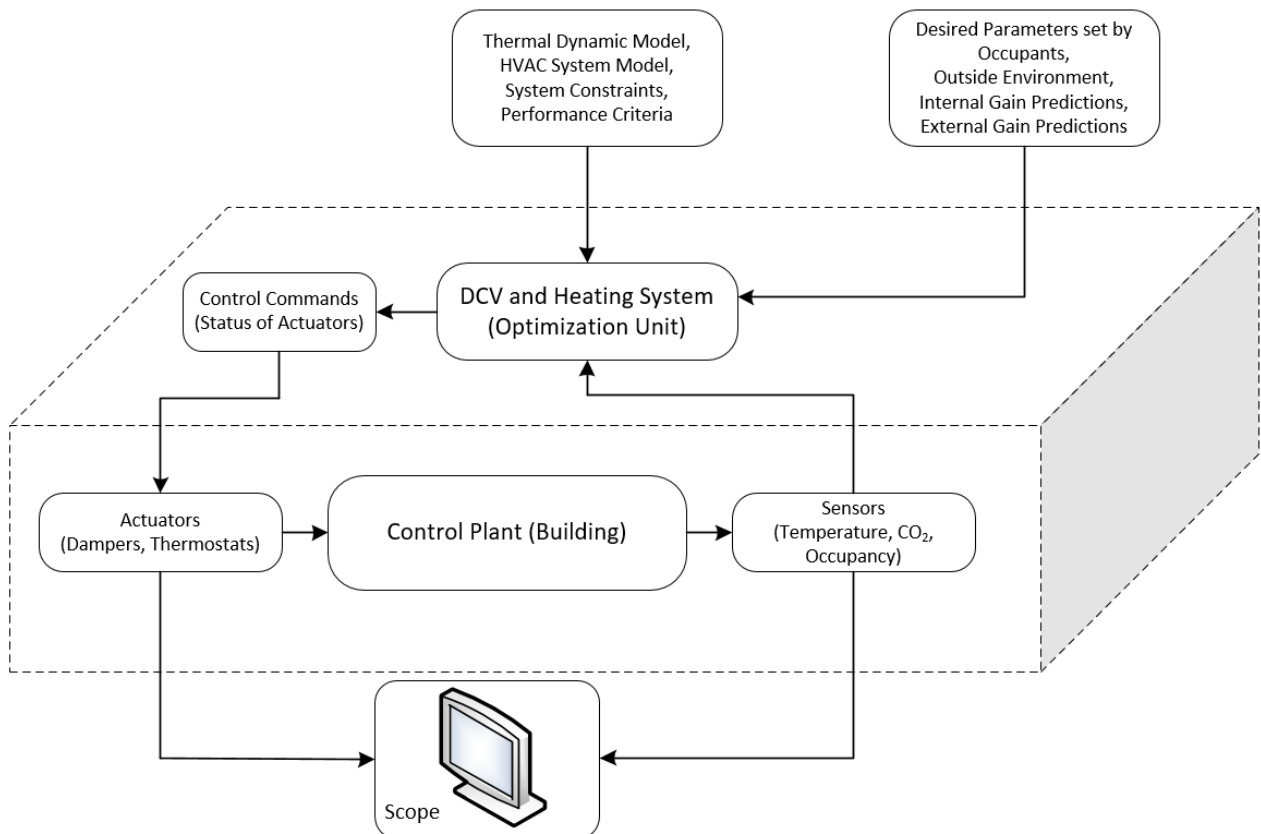 Thermal Dynamic Model,
HVAC System Model,
System Constraints,
Performance Criteria
Desired Parameters set by
Occupants,
Outside Environment,
Internal Gain Predictions,
External Gain Predictions
DCV and Heating System
(Optimization Unit)
Control Commands
(Status of Actuators)
Actuators
(Dampers, Thermostats)
Control Plant (Building)
Sensors
(Temperature, CO₂,
Occupancy)
Scope